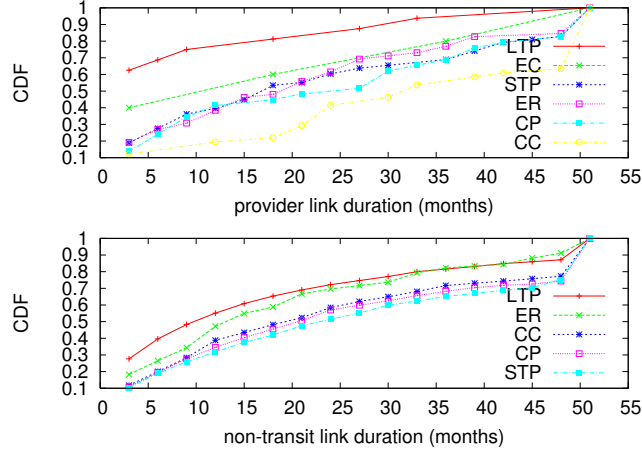 1
0.9
0.8
0.7
0.6
0.5
0.4
0.3
0.2
0.1
CDF
LTP
EC
STP
ER
CP
CC
0 5 10 15 20 25 30 35 40 45 50 55
provider link duration (months)
1
0.9
0.8
0.7
0.6
0.5
0.4
0.3
0.2
0.1
CDF
LTP
ER
CC
CP
STP
0 5 10 15 20 25 30 35 40 45 50 55
non-transit link duration (months)